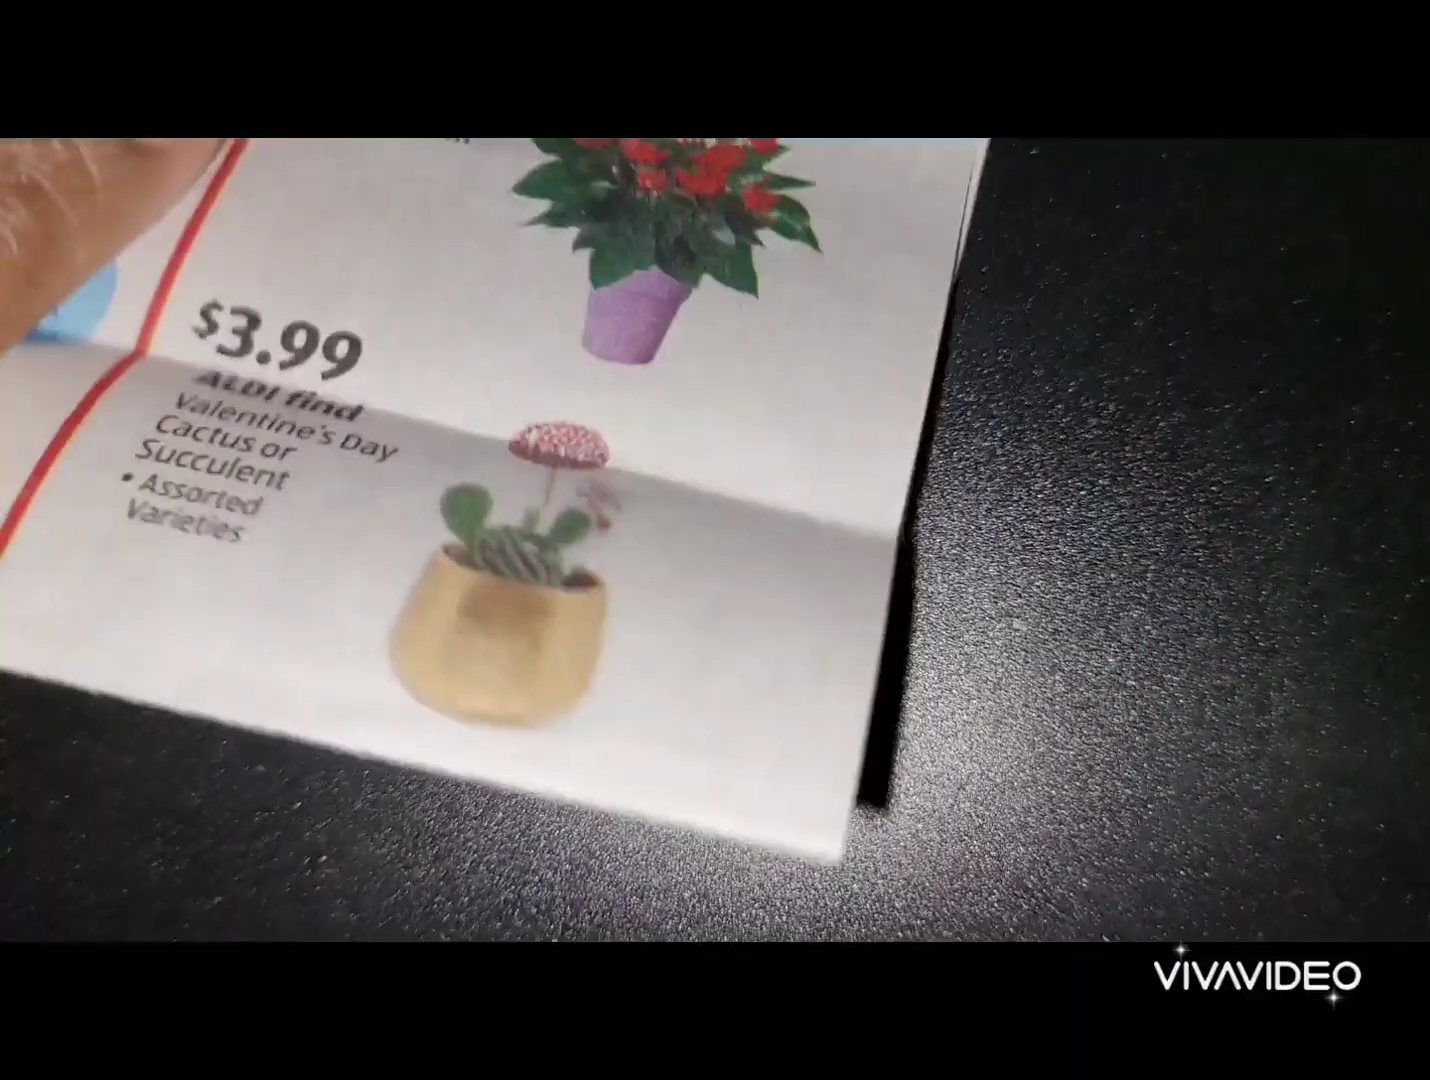 $3.99
ALDI find
Valentine's Day
Cactus or
Succulent
• Assorted
Varieties
VIVAVIDEO